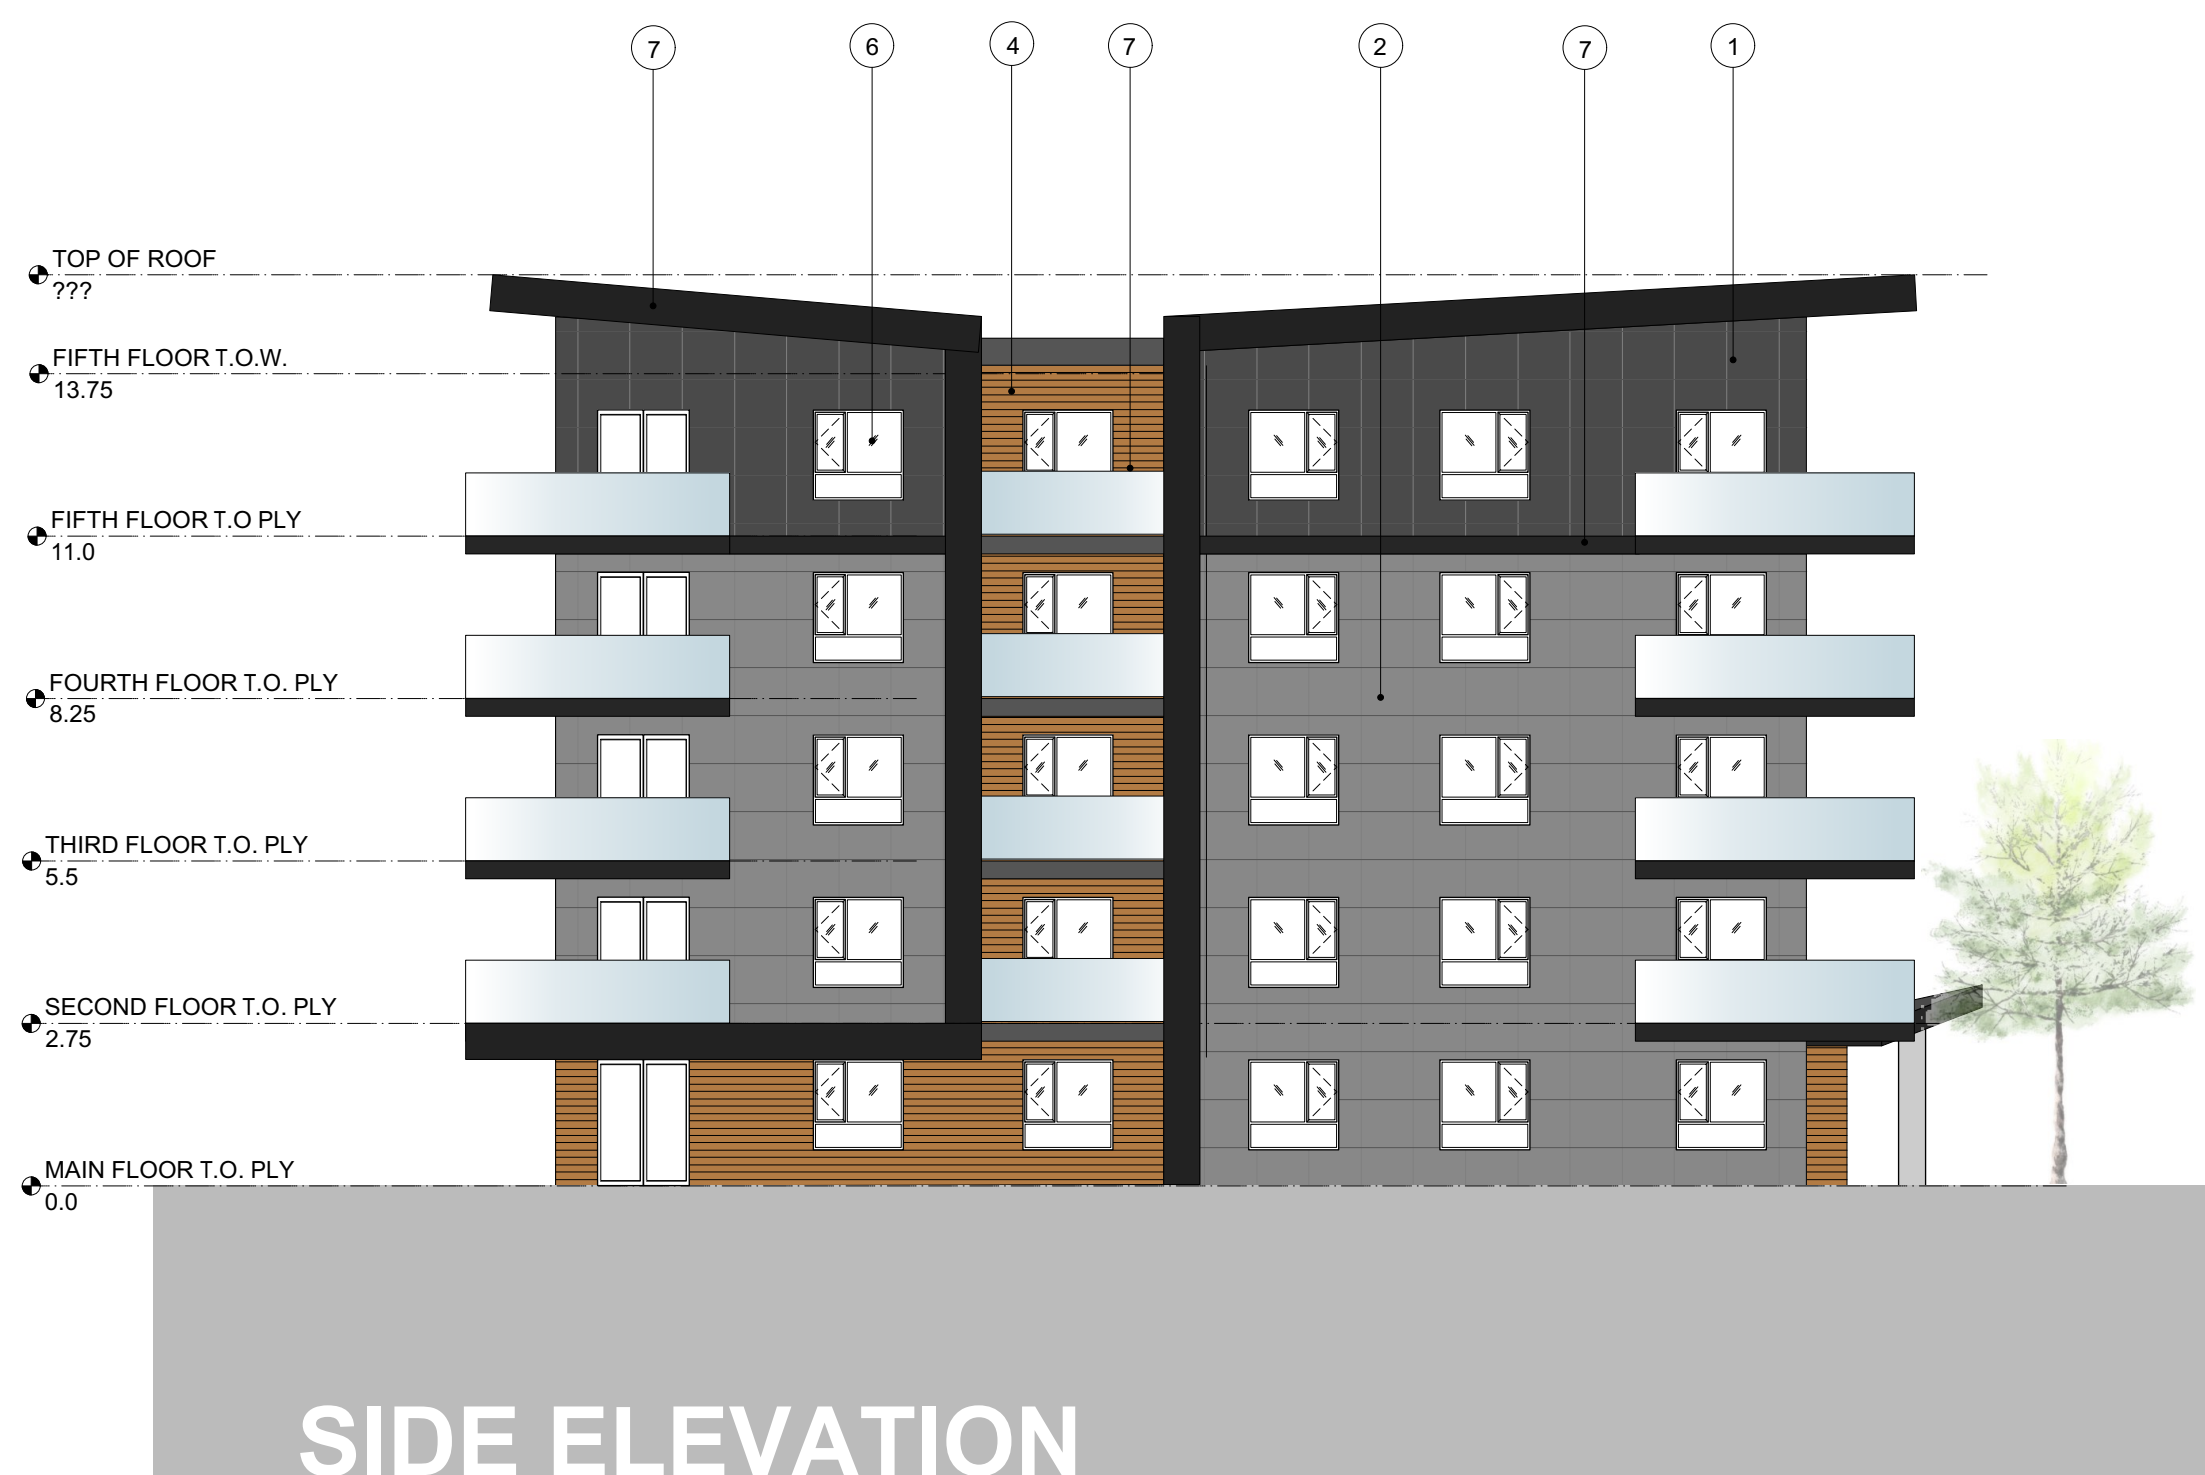 7 6 4 7 2 7 1
TOP OF ROOF
???
FIFTH FLOOR T.O.W.
13.75
FIFTH FLOOR T.O PLY
11.0
FOURTH FLOOR T.O. PLY
8.25
THIRD FLOOR T.O. PLY
5.5
SECOND FLOOR T.O. PLY
2.75
MAIN FLOOR T.O. PLY
0.0
SIDE ELEVATION